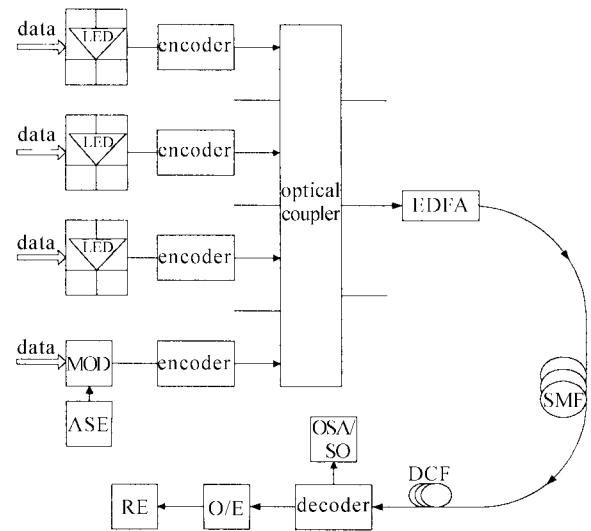 data
LED
encoder
data
LED
encoder
optical
coupler
EDFA
data
LED
encoder
data
MOD
encoder
ASE
SMF
OSA/
SO
DCF
RE
O/E
decoder